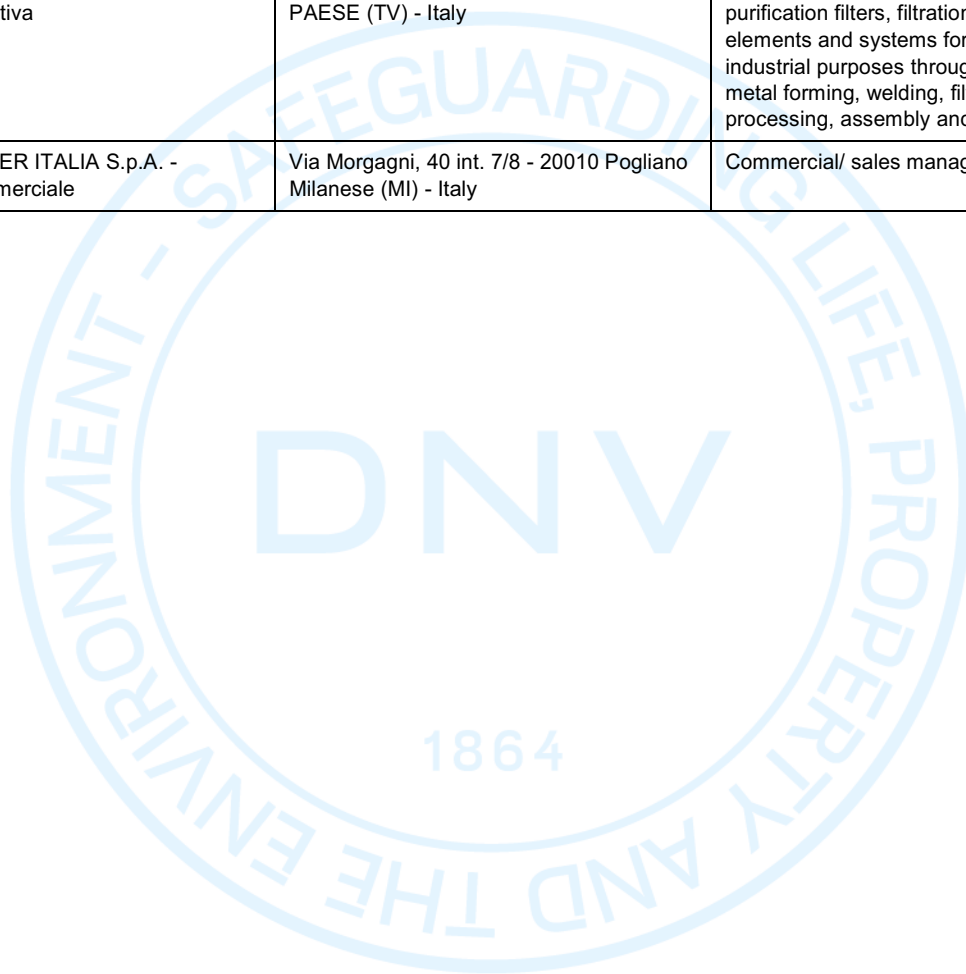 tiva
PAESE (TV) - Italy
purification filters, filtration
elements and systems for
industrial purposes throug
metal forming, welding, fil
processing, assembly and
ER ITALIA S.p.A. -
merciale
Via Morgagni, 40 int. 7/8 - 20010 Pogliano
Milanese (MI) - Italy
Commercial/ sales manag
SAFEGUARDING LIFE, PROPERTY AND THE ENVIRONMENT -
DNV
1864